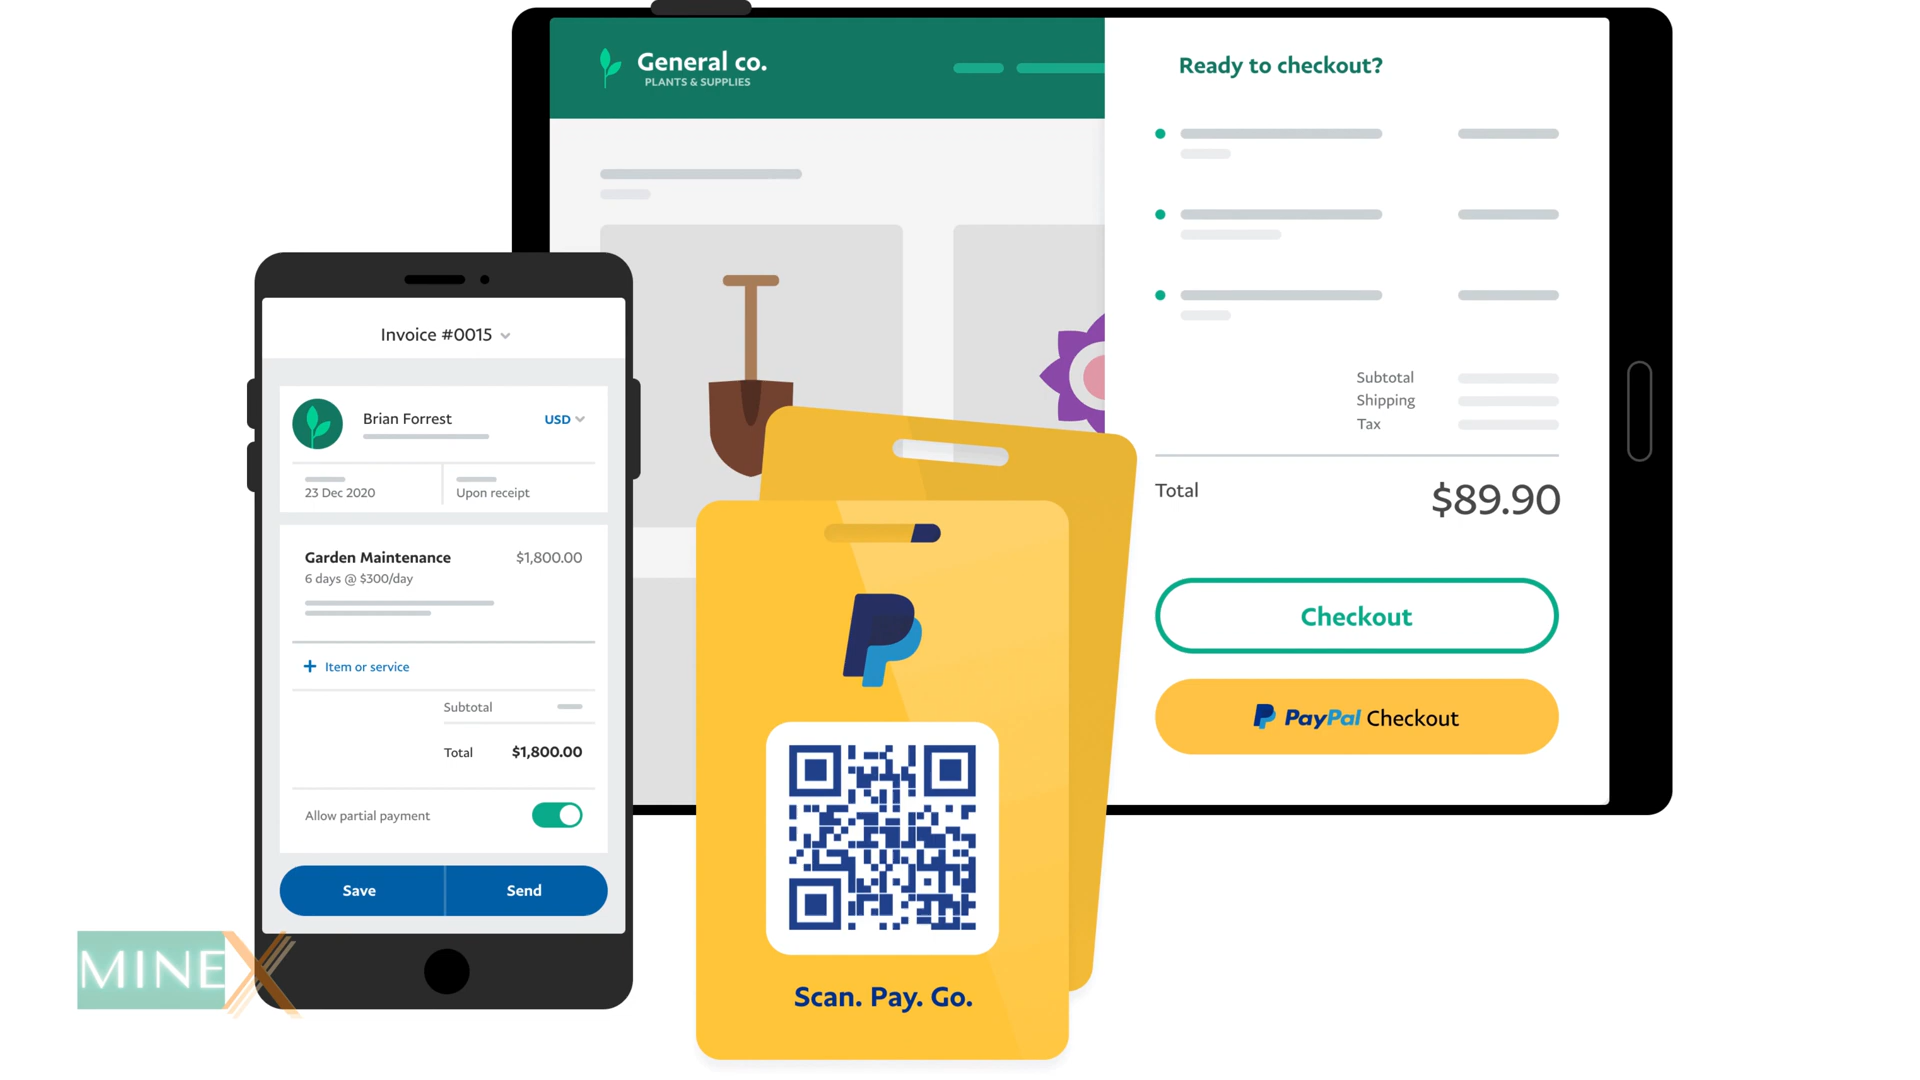 General co.
PLANTS & SUPPLIES
Ready to checkout?
Subtotal
Shipping
Tax
Total
$89.90
Checkout
PayPal Checkout
Invoice #0015
Brian Forrest
USD
23 Dec 2020
Upon receipt
Garden Maintenance
$1,800.00
6 days @ $300/day
+ Item or service
Subtotal
Total
$1,800.00
Allow partial payment
Save
Send
Scan. Pay. Go.
MINEX